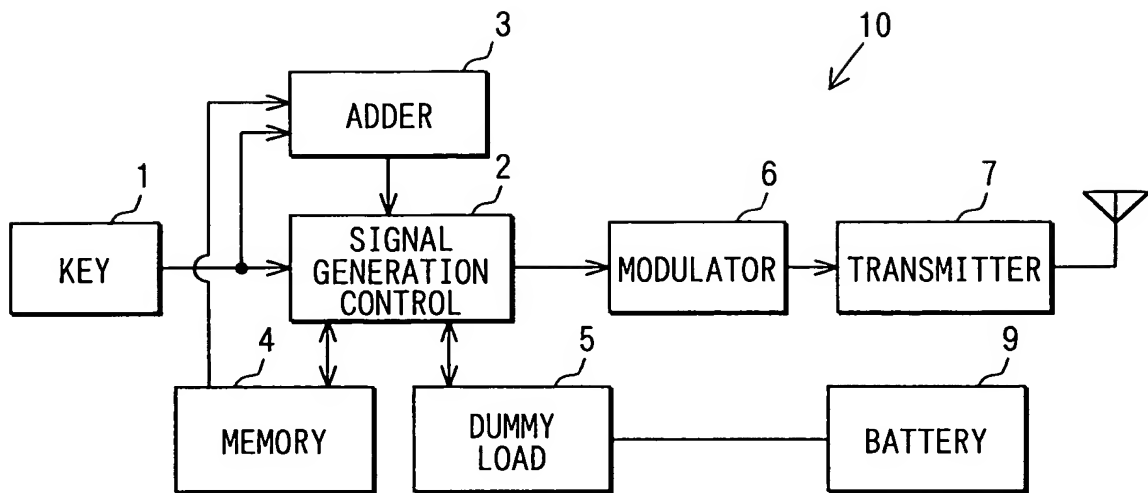 3
10
ADDER
1
2
6
7
KEY
SIGNAL
GENERATION
CONTROL
MODULATOR
TRANSMITTER
4
5
9
MEMORY
DUMMY
LOAD
BATTERY